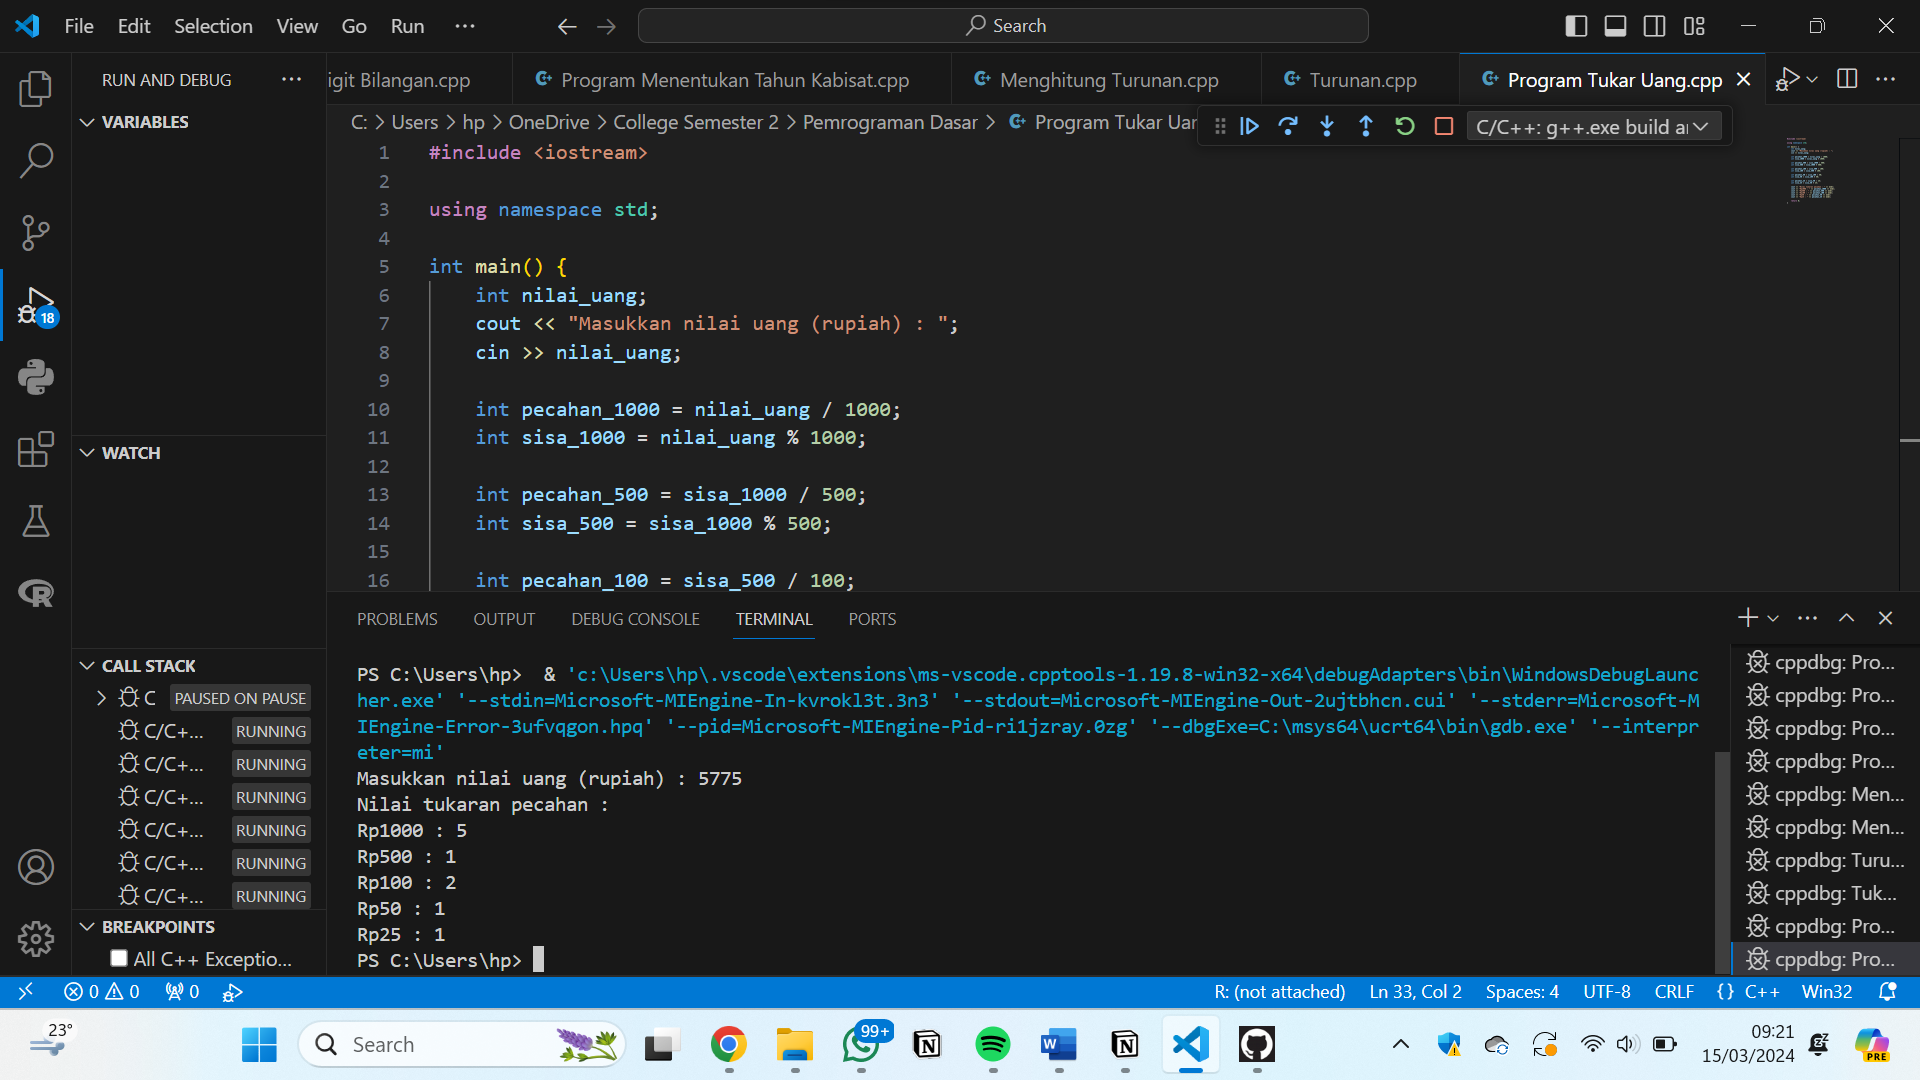 File Edit Selection View Go Run ··· Search
RUN AND DEBUG ···
igit Bilangan.cpp Program Menentukan Tahun Kabisat.cpp Menghitung Turunan.cpp Turunan.cpp Program Tukar Uang.cpp
C: > Users > hp > OneDrive > College Semester 2 > Pemrograman Dasar > Program Tukar Uar
C/C++: g++.exe build a
VARIABLES
WATCH
CALL STACK
C PAUSED ON PAUSE
C/C+... RUNNING
C/C+... RUNNING
C/C+... RUNNING
C/C+... RUNNING
C/C+... RUNNING
C/C+... RUNNING
BREAKPOINTS
All C++ Exceptio...
18
1 #include <iostream>
2
3 using namespace std;
4
5 int main() {
6 int nilai_uang;
7 cout << "Masukkan nilai uang (rupiah) : ";
8 cin >> nilai_uang;
9
10 int pecahan_1000 = nilai_uang / 1000;
11 int sisa_1000 = nilai_uang % 1000;
12
13 int pecahan_500 = sisa_1000 / 500;
14 int sisa_500 = sisa_1000 % 500;
15
16 int pecahan_100 = sisa_500 / 100;
PROBLEMS OUTPUT DEBUG CONSOLE TERMINAL PORTS
PS C:\Users\hp> & 'c:\Users\hp\.vscode\extensions\ms-vscode.cpptools-1.19.8-win32-x64\debugAdapters\bin\WindowsDebugLaunc
her.exe' '--stdin=Microsoft-MIEngine-In-kvrokl3t.3n3' '--stdout=Microsoft-MIEngine-Out-2ujtbhcn.cui' '--stderr=Microsoft-M
IEngine-Error-3ufvqgon.hpq' '--pid=Microsoft-MIEngine-Pid-ri1jzray.0zg' '--dbgExe=C:\msys64\ucrt64\bin\gdb.exe' '--interpr
eter=mi'
Masukkan nilai uang (rupiah) : 5775
Nilai tukaran pecahan :
Rp1000 : 5
Rp500 : 1
Rp100 : 2
Rp50 : 1
Rp25 : 1
PS C:\Users\hp>
cppdbg: Pro...
cppdbg: Pro...
cppdbg: Pro...
cppdbg: Pro...
cppdbg: Men...
cppdbg: Men...
cppdbg: Turu...
cppdbg: Tuk...
cppdbg: Pro...
cppdbg: Pro...
0 0 0 R: (not attached) Ln 33, Col 2 Spaces: 4 UTF-8 CRLF {} C++ Win32
23° Search 99+ 09:21
15/03/2024
PRE